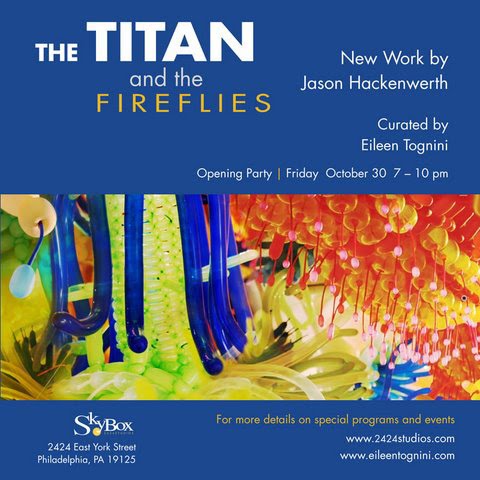 THE TITAN
and the
FIREFLIES
New Work by
Jason Hackenwerth
Curated by
Eileen Tognini
Opening Party | Friday October 30 7 – 10 pm
SkyBox
2424 East York Street
Philadelphia, PA 19125
For more details on special programs and events
www.2424studios.com
www.eileentognini.com